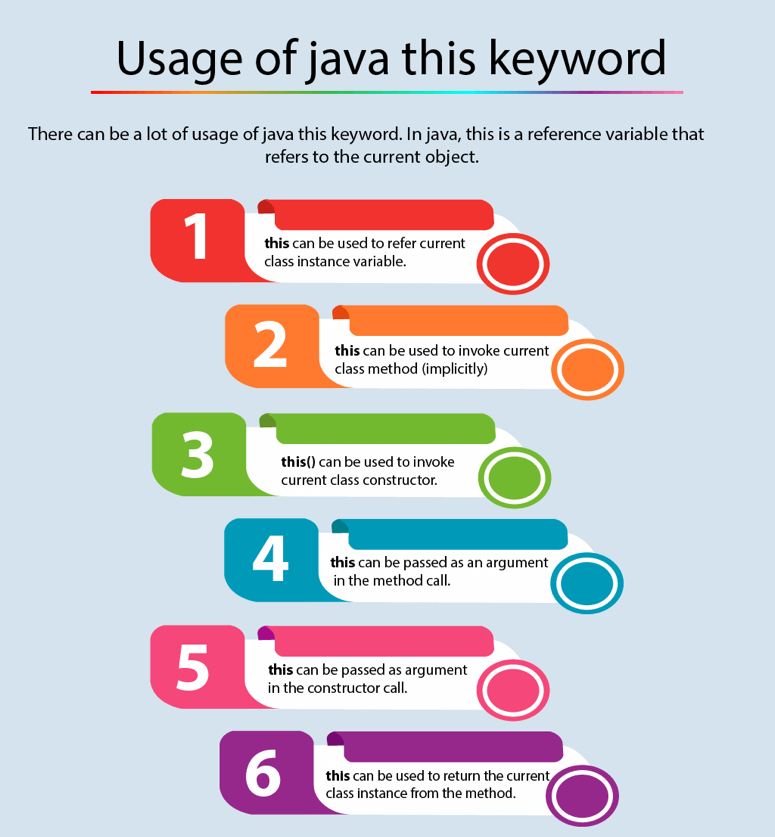 Usage of java this keyword
There can be a lot of usage of java this keyword. In java, this is a reference variable that
refers to the current object.
1
this can be used to refer current
class instance variable.
2
this can be used to invoke current
class method (implicitly)
3
this() can be used to invoke
current class constructor.
4
this can be passed as an argument
in the method call.
5
this can be passed as argument
in the constructor call.
6
this can be used to return the current
class instance from the method.